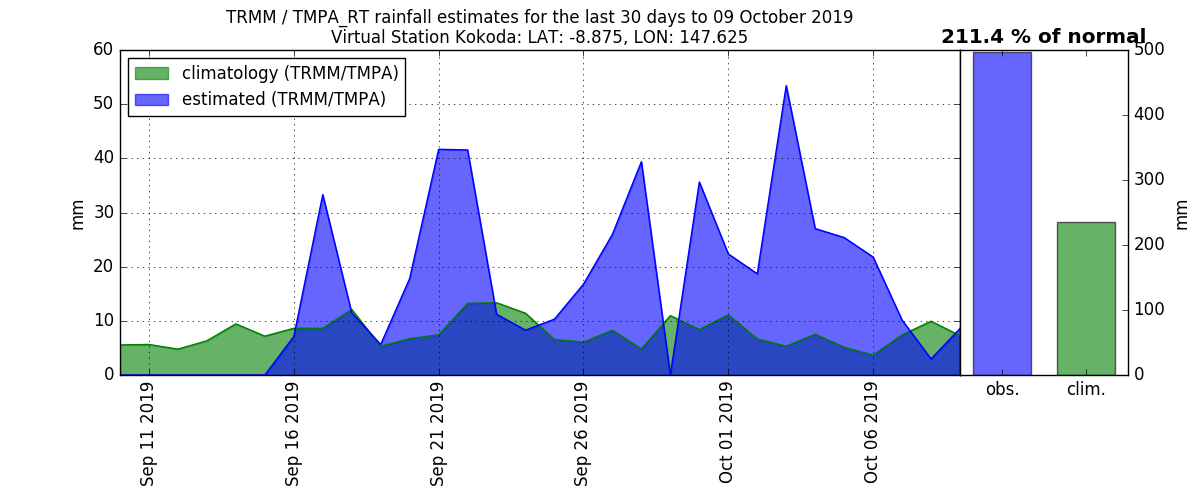 TRMM / TMPA_RT rainfall estimates for the last 30 days to 09 October 2019
Virtual Station Kokoda: LAT: -8.875, LON: 147.625
211.4 % of normal
climatology (TRMM/TMPA)
estimated (TRMM/TMPA)
60
50
40
30
20
10
0
mm
Sep 11 2019
Sep 16 2019
Sep 21 2019
Sep 26 2019
Oct 01 2019
Oct 06 2019
500
400
300
200
100
0
mm
obs.
clim.